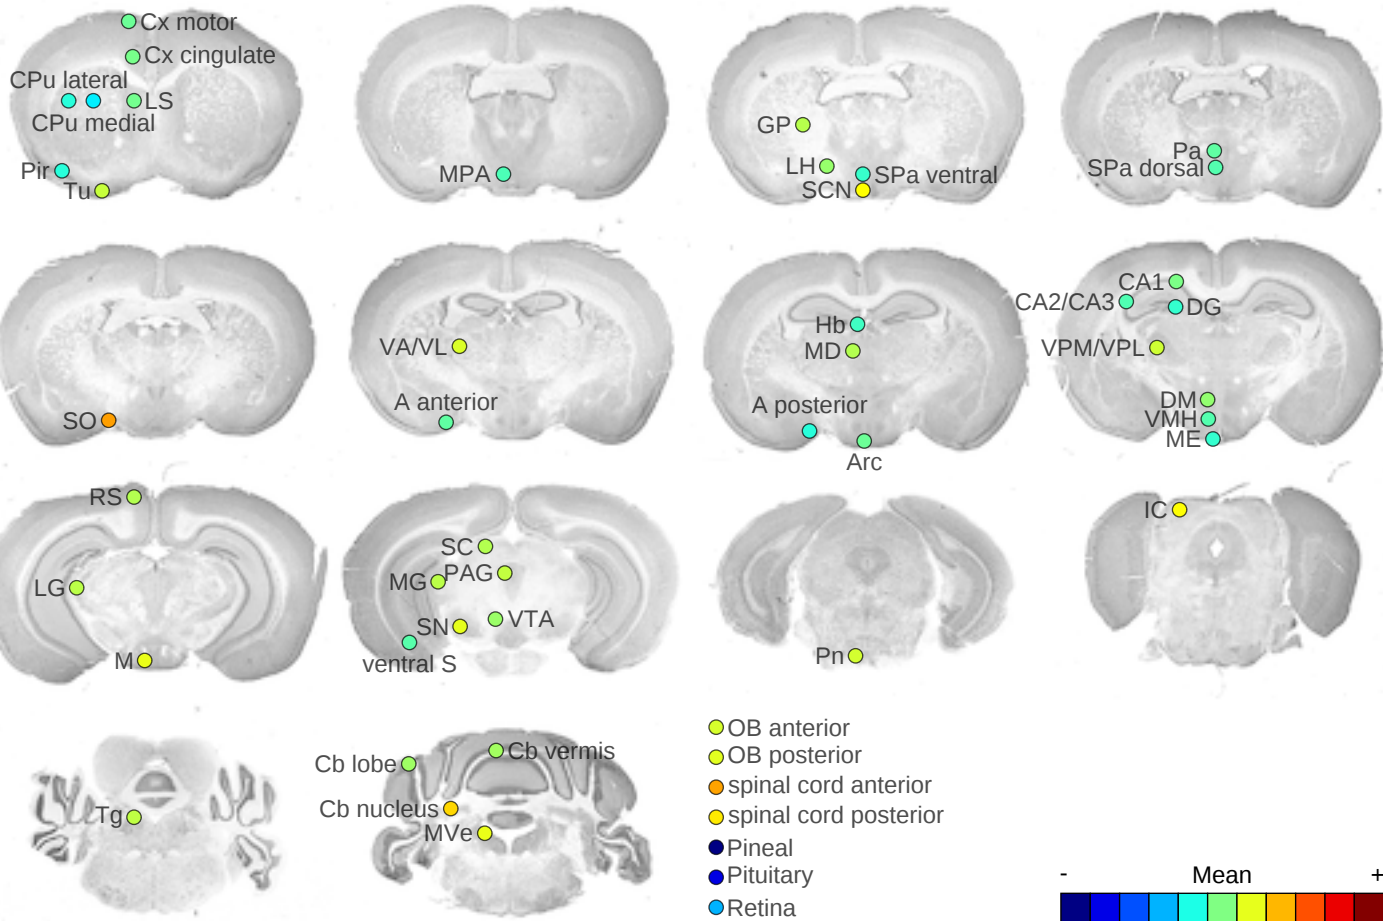 Cx motor
Cx cingulate
CPu lateral
LS
CPu medial
Pir
Tu
MPA
GP
LH
SPa ventral
SCN
Pa
SPa dorsal
SO
VA/VL
A anterior
Hb
MD
A posterior
Arc
CA1
CA2/CA3
DG
VPM/VPL
DM
VMH
ME
RS
LG
M
SC
MG
PAG
SN
VTA
ventral S
Pn
IC
Tg
Cb lobe
Cb vermis
Cb nucleus
MVe
OB anterior
OB posterior
spinal cord anterior
spinal cord posterior
Pineal
Pituitary
Retina
- Mean +